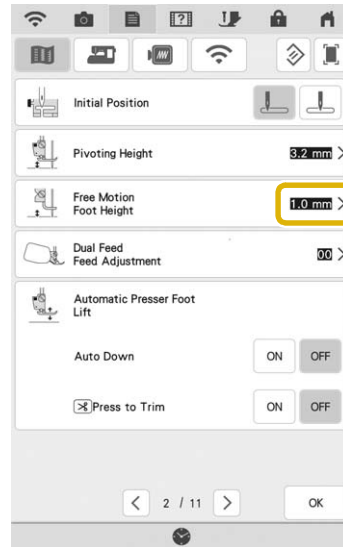 Initial Position
Pivoting Height
3.2 mm
Free Motion
Foot Height
1.0 mm
Dual Feed
Feed Adjustment
00
Automatic Presser Foot
Lift
Auto Down
ON
OFF
Press to Trim
ON
OFF
2 / 11
OK